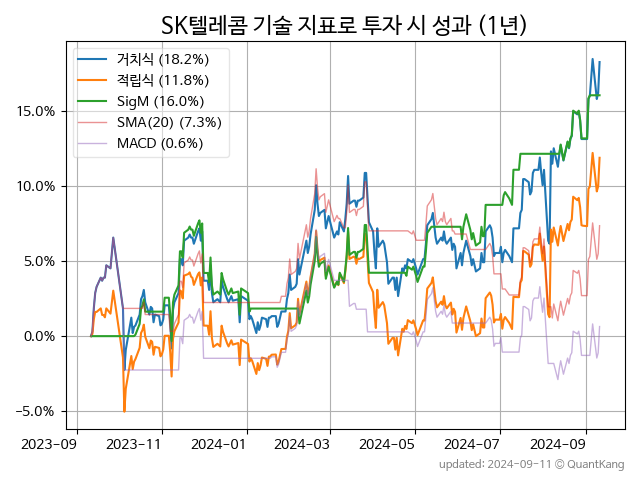 SK텔레콤 기술 지표로 투자 시 성과 (1년)
거치식 (18.2%)
적립식 (11.8%)
SigM (16.0%)
SMA(20) (7.3%)
MACD (0.6%)
15.0%
10.0%
5.0%
0.0%
−5.0%
2023-09 2023-11 2024-01 2024-03 2024-05 2024-07 2024-09
updated: 2024-09-11 © QuantKang